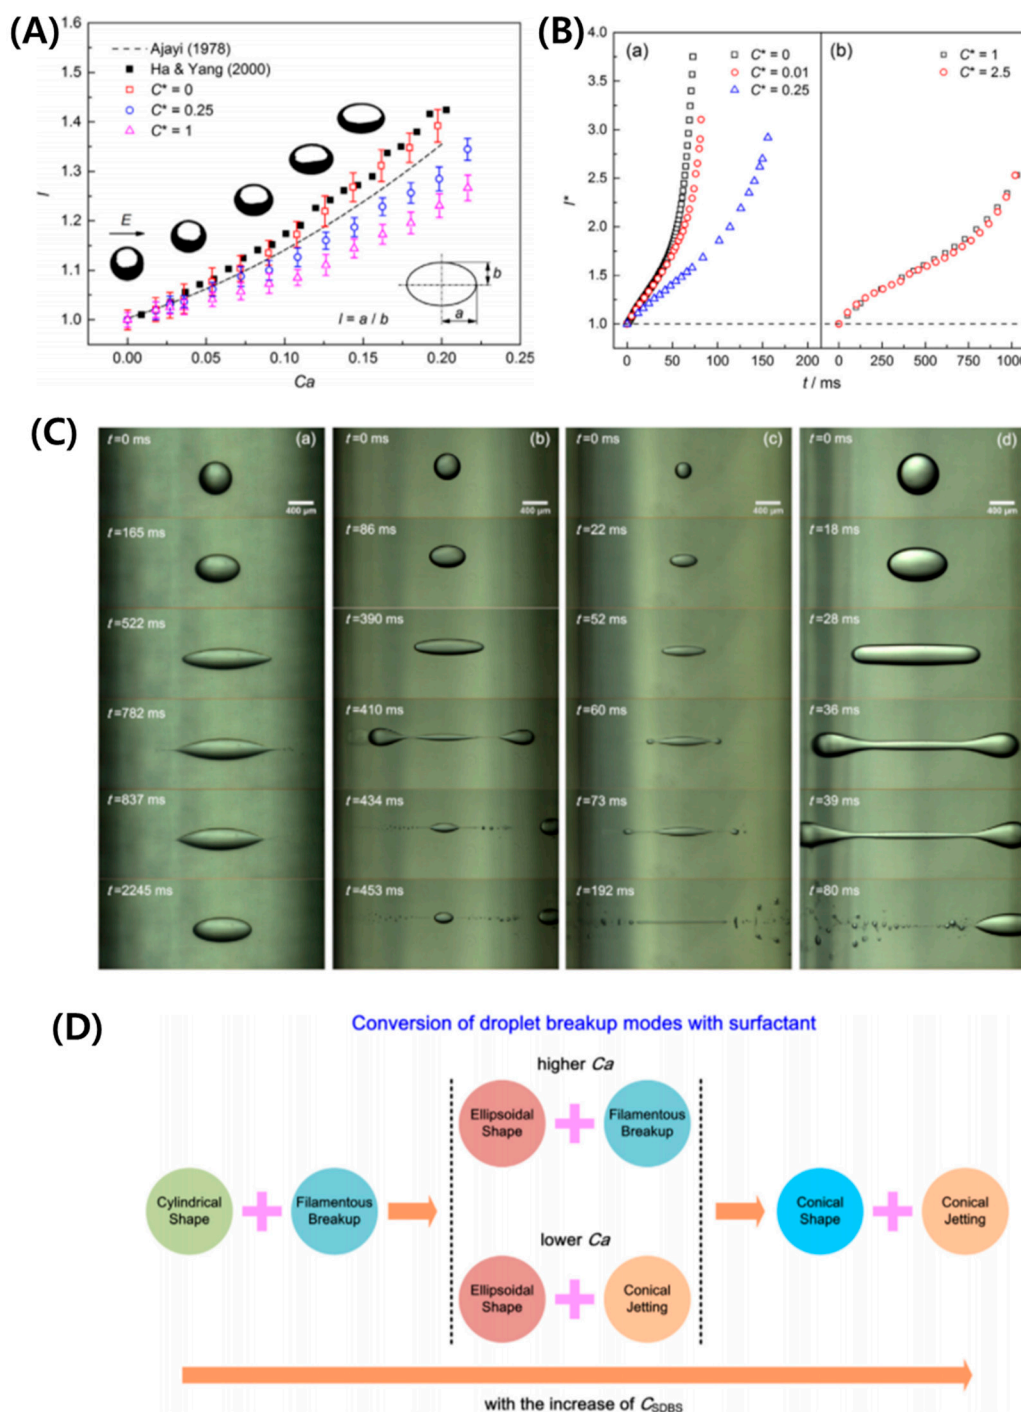 (A)
1.6
1.5
1.4
1.3
1.2
1.1
1.0
I
Ajayi (1978)
Ha & Yang (2000)
C* = 0
C* = 0.25
C* = 1
E
I = a / b
b
a
0.00
0.05
0.10
0.15
0.20
0.25
Ca
(B)
4.0
3.5
3.0
2.5
2.0
1.5
1.0
I*
(a)
C* = 0
C* = 0.01
C* = 0.25
(b)
C* = 1
C* = 2.5
0
50
100
150
200
0
250
500
750
1000
t / ms
(C)
t=0 ms
(a)
400 μm
t=165 ms
t=522 ms
t=782 ms
t=837 ms
t=2245 ms
t=0 ms
(b)
400 μm
t=86 ms
t=390 ms
t=410 ms
t=434 ms
t=453 ms
t=0 ms
(c)
400 μm
t=22 ms
t=52 ms
t=60 ms
t=73 ms
t=192 ms
t=0 ms
(d)
400 μm
t=18 ms
t=28 ms
t=36 ms
t=39 ms
t=80 ms
(D)
Conversion of droplet breakup modes with surfactant
higher Ca
Ellipsoidal
Shape
Filamentous
Breakup
Cylindrical
Shape
Filamentous
Breakup
Conical
Shape
Conical
Jetting
lower Ca
Ellipsoidal
Shape
Conical
Jetting
with the increase of CSDBS